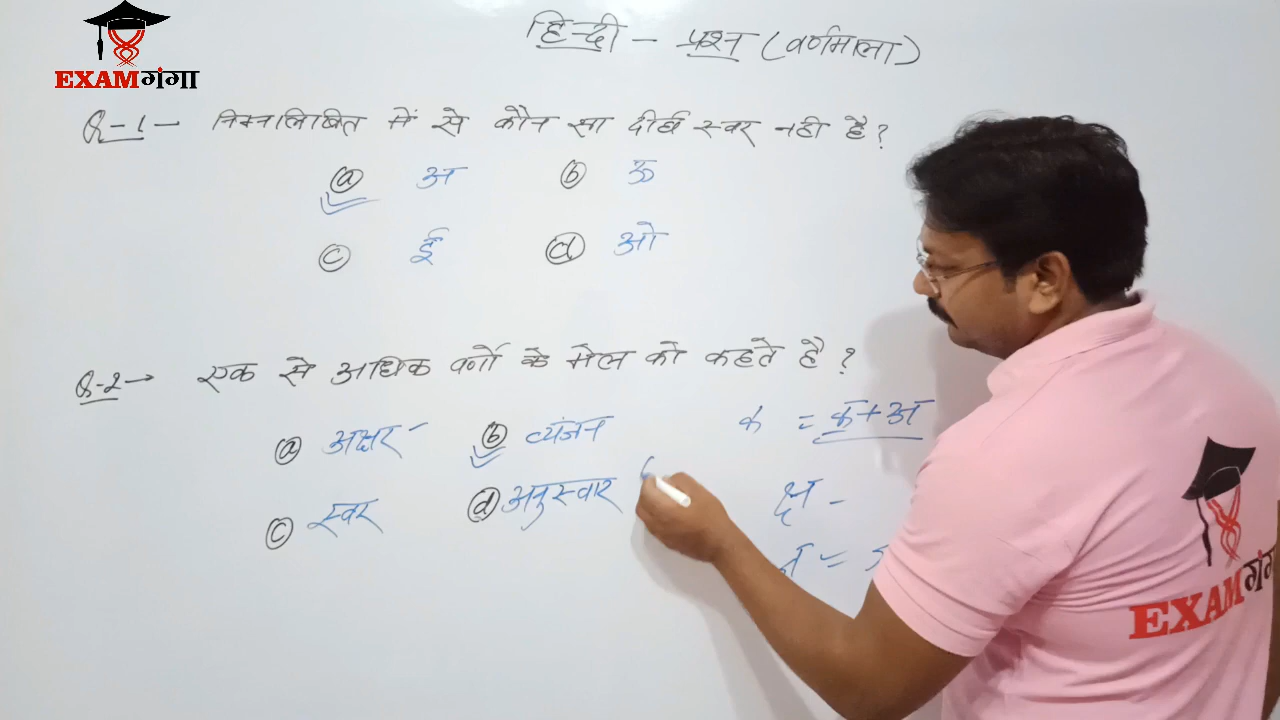 EXAMगंगा
हिन्दी - प्रश्न (वर्णमाला)
Q-1 - निम्नलिखित में से कौन सा दीर्घ स्वर नही है?
(a) अ (b) ऊ
(c) ई (d) ओ
Q-2 → एक से अधिक वर्णो के मेल को कहते है?
(a) अक्षर (b) व्यंजन
(c) स्वर (d) अनुस्वार
क = क् + अ
क्ष -
EXAMगंगा